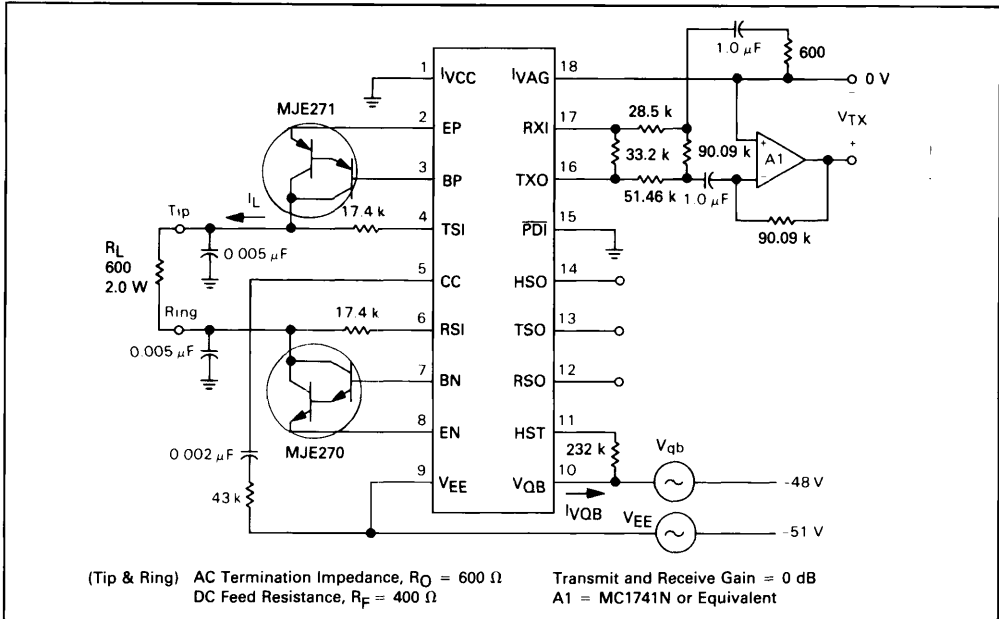 1.0 µF
600
1 IVCC
IVAG 18
0 V
MJE271
2 EP
RXI 17
28.5 k
VTX
−
+
3 BP
33.2 k
90.09 k
+
A1
−
TXO 16
51.46 k
1.0 µF
Tip
IL
17.4 k
4 TSI
PDI 15
90.09 k
RL
600
2.0 W
0.005 µF
5 CC
HSO 14
Ring
17.4 k
6 RSI
TSO 13
0.005 µF
7 BN
RSO 12
8 EN
HST 11
MJE270
232 k
Vqb
0.002 µF
9 VEE
VQB 10
-48 V
IVQB
43 k
VEE
-51 V
(Tip & Ring) AC Termination Impedance, RO = 600 Ω
Transmit and Receive Gain = 0 dB
DC Feed Resistance, RF = 400 Ω
A1 = MC1741N or Equivalent